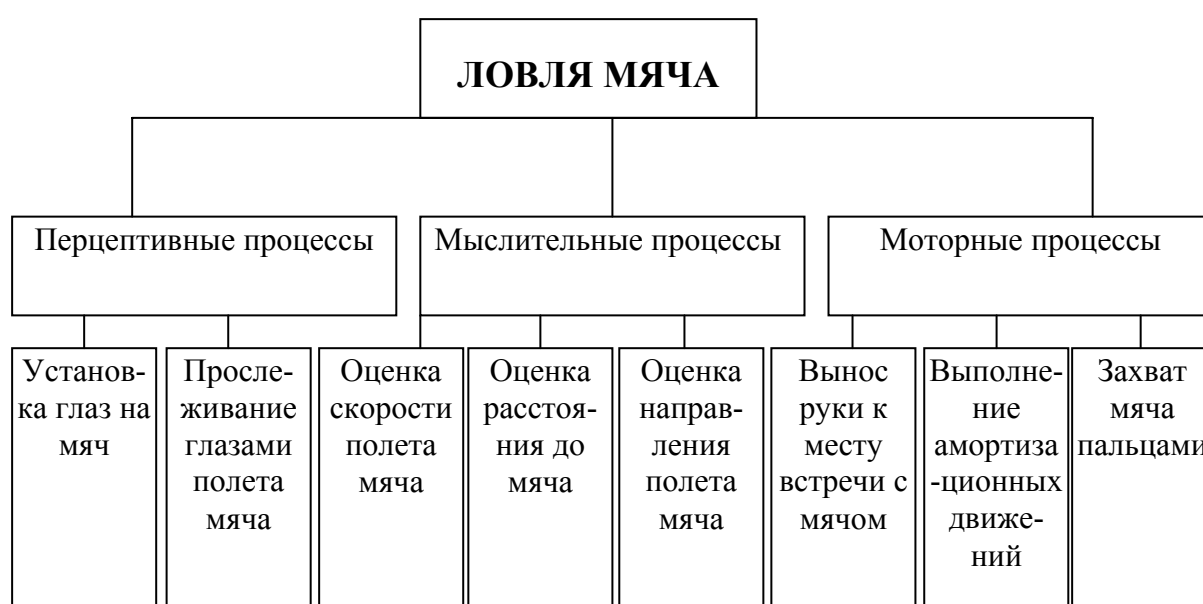 ЛОВЛЯ МЯЧА
Перцептивные процессы
Мыслительные процессы
Моторные процессы
Установ-
ка глаз на
мяч
Просле-
живание
глазами
полета
мяча
Оценка
скорости
полета
мяча
Оценка
расстоя-
ния до
мяча
Оценка
направ-
ления
полета
мяча
Вынос
руки к
месту
встречи с
мячом
Выполне-
ние
амортиза
-ционных
движе-
ний
Захват
мяча
пальцами